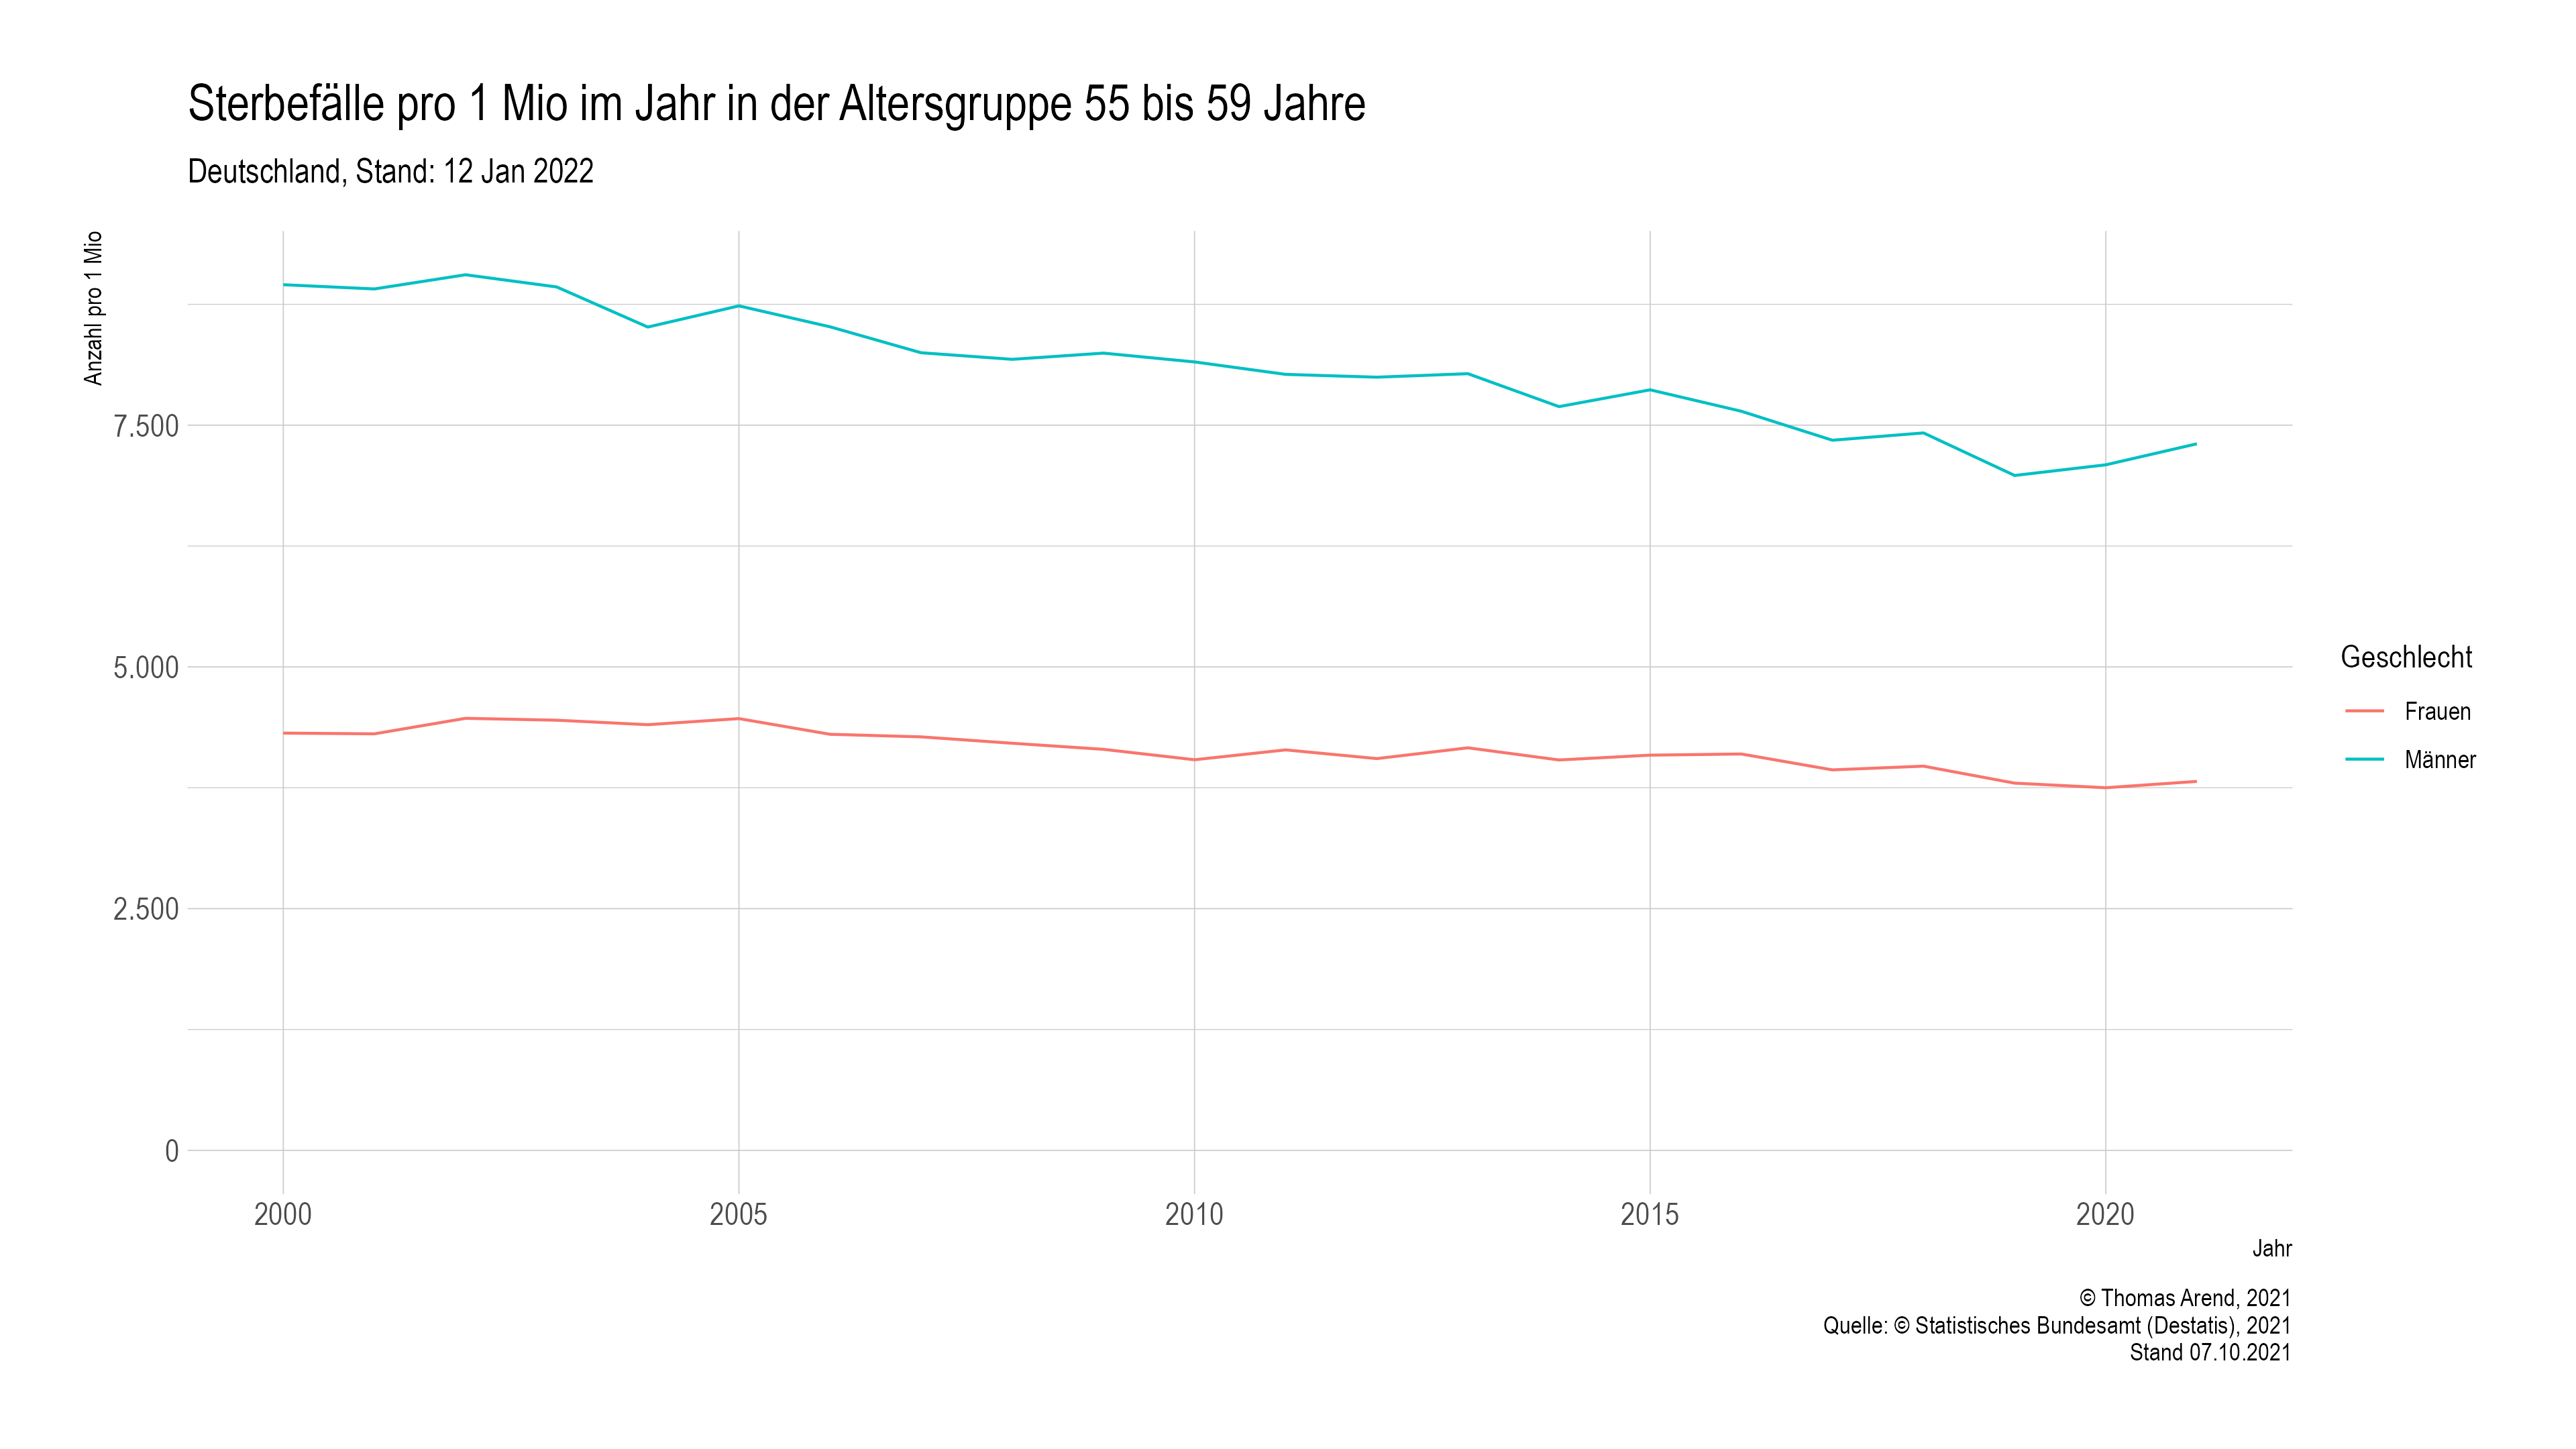 Sterbefälle pro 1 Mio im Jahr in der Altersgruppe 55 bis 59 Jahre
Deutschland, Stand: 12 Jan 2022
Anzahl pro 1 Mio
7.500
5.000
2.500
0
2000
2005
2010
2015
2020
Jahr
Geschlecht
Frauen
Männer
© Thomas Arend, 2021
Quelle: © Statistisches Bundesamt (Destatis), 2021
Stand 07.10.2021